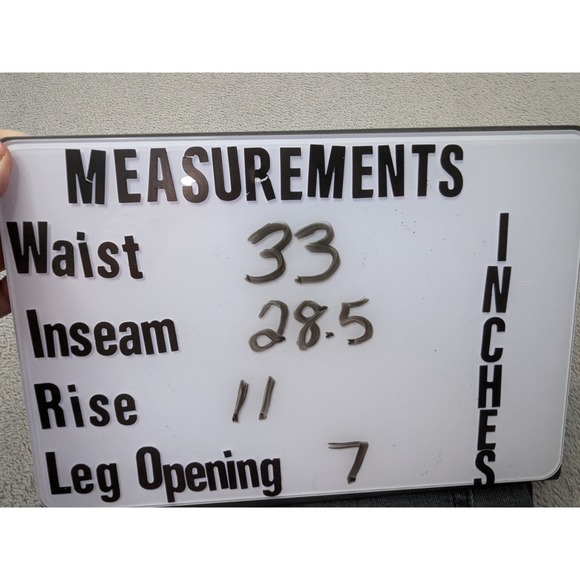 MEASUREMENTS
Waist 33
Inseam 28.5
Rise 11
Leg Opening 7
INCHES